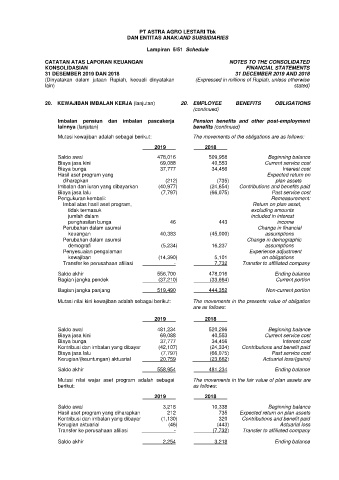 PT ASTRA AGRO LESTARI Tbk
DAN ENTITAS ANAK/AND SUBSIDIARIES
Lampiran 5/51 Schedule
CATATAN ATAS LAPORAN KEUANGAN KONSOLIDASIAN
31 DESEMBER 2019 DAN 2018
(Dinyatakan dalam jutaan Rupiah, kecuali dinyatakan lain)
NOTES TO THE CONSOLIDATED FINANCIAL STATEMENTS
31 DECEMBER 2019 AND 2018
(Expressed in millions of Rupiah, unless otherwise stated)
20. KEWAJIBAN IMBALAN KERJA (lanjutan)
20. EMPLOYEE BENEFITS OBLIGATIONS (continued)
Imbalan pensiun dan imbalan pascakerja lainnya (lanjutan)
Pension benefits and other post-employment benefits (continued)
Mutasi kewajiban adalah sebagai berikut:
The movements of the obligations are as follows:
2019 2018
Saldo awal 478,016 509,958 Beginning balance
Biaya jasa kini 69,088 40,553 Current service cost
Biaya bunga 37,777 34,456 Interest cost
Hasil aset program yang diharapkan (212) (735) Expected return on plan assets
Imbalan dan iuran yang dibayarkan (40,977) (24,654) Contributions and benefits paid
Biaya jasa lalu (7,797) (66,075) Past service cost
Pengukuran kembali: Remeasurement:
Imbal atas hasil aset program, tidak termasuk jumlah dalam penghasilan bunga 46 443 Return on plan asset, excluding amounts included in interest income
Perubahan dalam asumsi keuangan 40,383 (45,000) Change in financial assumptions
Perubahan dalam asumsi demografi (5,234) 16,237 Change in demographic assumptions
Penyesuaian pengalaman kewajiban (14,390) 5,101 Experience adjustment on obligations
Transfer ke perusahaan afiliasi - 7,732 Transfer to affiliated company
Saldo akhir 556,700 478,016 Ending balance
Bagian jangka pendek (37,210) (33,664) Current portion
Bagian jangka panjang 519,490 444,352 Non-current portion
Mutasi nilai kini kewajiban adalah sebagai berikut:
The movements in the presents value of obligation are as follows:
2019 2018
Saldo awal 481,234 520,296 Beginning balance
Biaya jasa kini 69,088 40,553 Current service cost
Biaya bunga 37,777 34,456 Interest cost
Kontribusi dan imbalan yang dibayar (42,107) (24,334) Contributions and benefit paid
Biaya jasa lalu (7,797) (66,075) Past service cost
Kerugian/(keuntungan) aktuarial 20,759 (23,662) Actuarial loss/(gains)
Saldo akhir 558,954 481,234 Ending balance
Mutasi nilai wajar aset program adalah sebagai berikut:
The movements in the fair value of plan assets are as follows:
2019 2018
Saldo awal 3,218 10,338 Beginning balance
Hasil aset program yang diharapkan 212 735 Expected return on plan assets
Kontribusi dan imbalan yang dibayar (1,130) 320 Contributions and benefit paid
Kerugian aktuarial (46) (443) Actuarial loss
Transfer ke perusahaan afiliasi - (7,732) Transfer to affiliated company
Saldo akhir 2,254 3,218 Ending balance